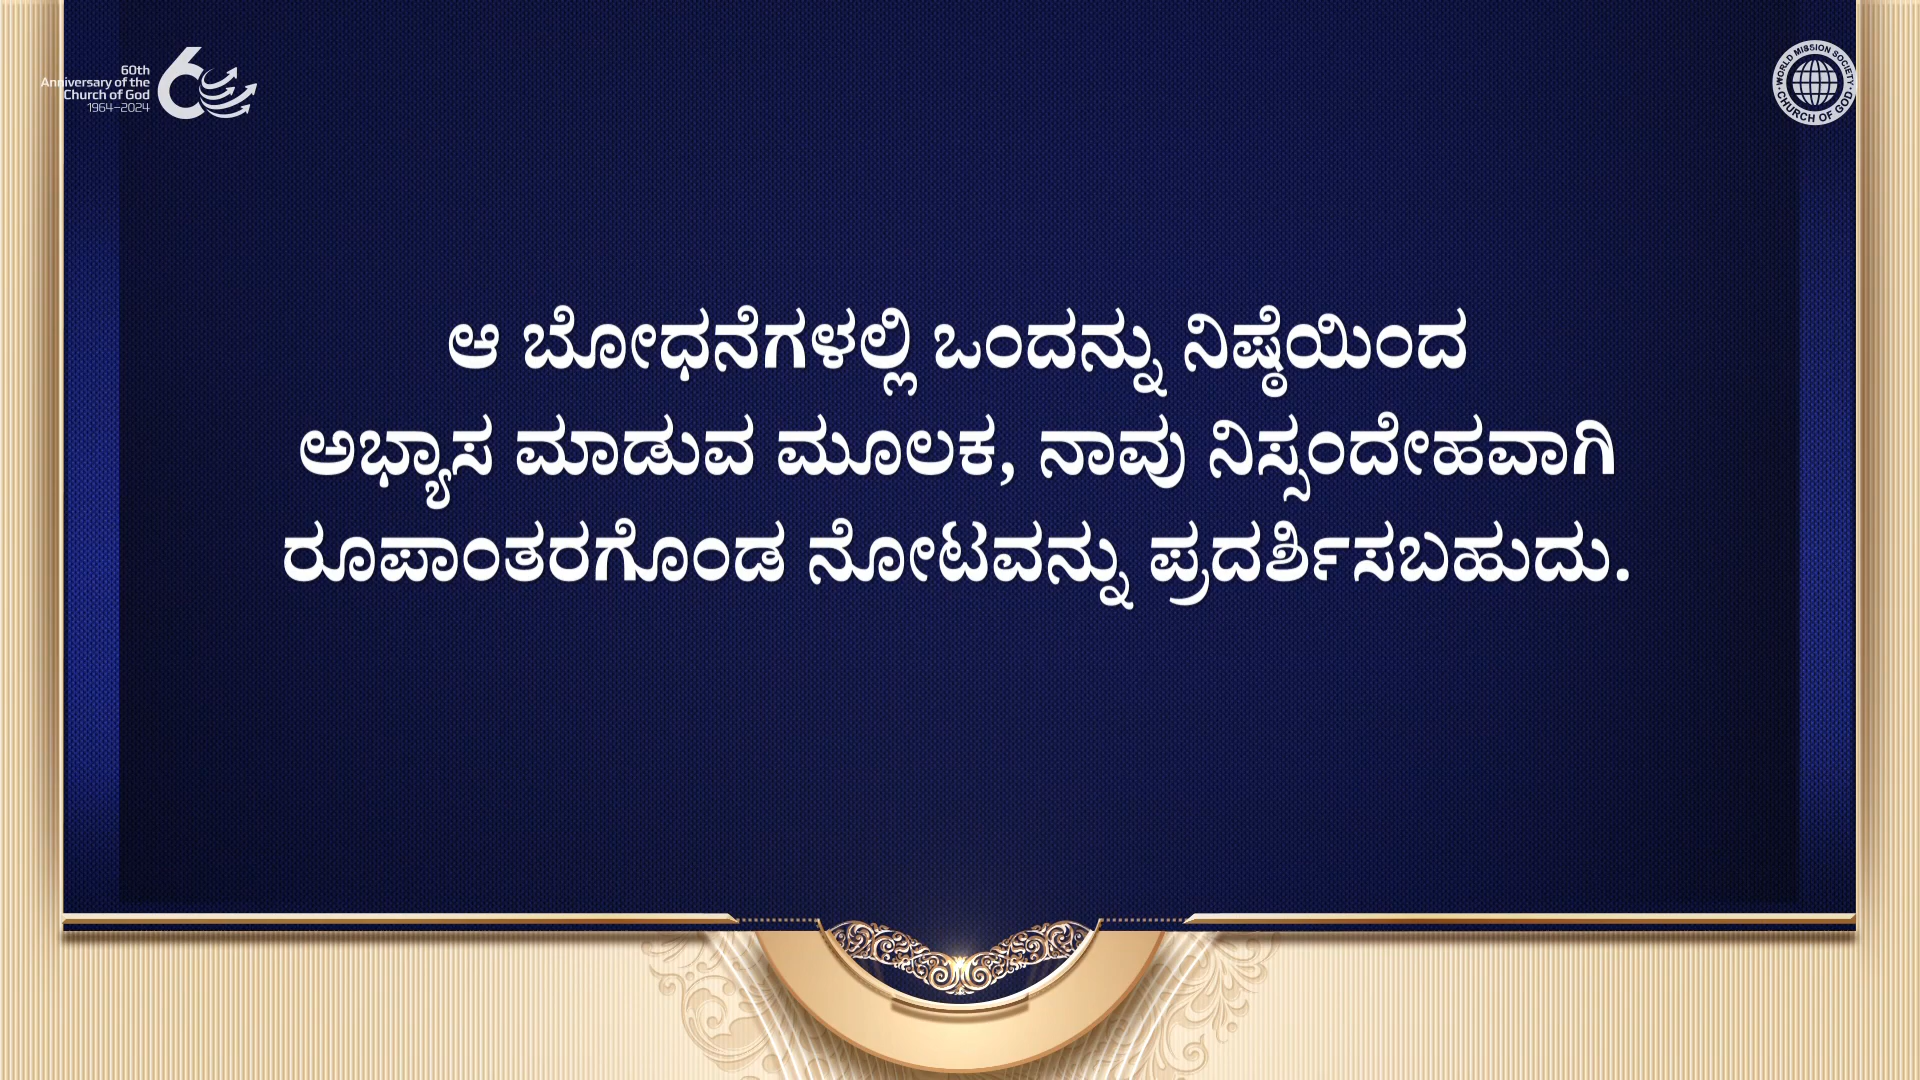 60th
Anniversary of the
Church of God
1964–2024
WORLD MISSION SOCIETY
CHURCH OF GOD
ಆ ಬೋಧನೆಗಳಲ್ಲಿ ಒಂದನ್ನು ನಿಷ್ಠೆಯಿಂದ
ಅಭ್ಯಾಸ ಮಾಡುವ ಮೂಲಕ, ನಾವು ನಿಸ್ಸಂದೇಹವಾಗಿ
ರೂಪಾಂತರಗೊಂಡ ನೋಟವನ್ನು ಪ್ರದರ್ಶಿಸಬಹುದು.